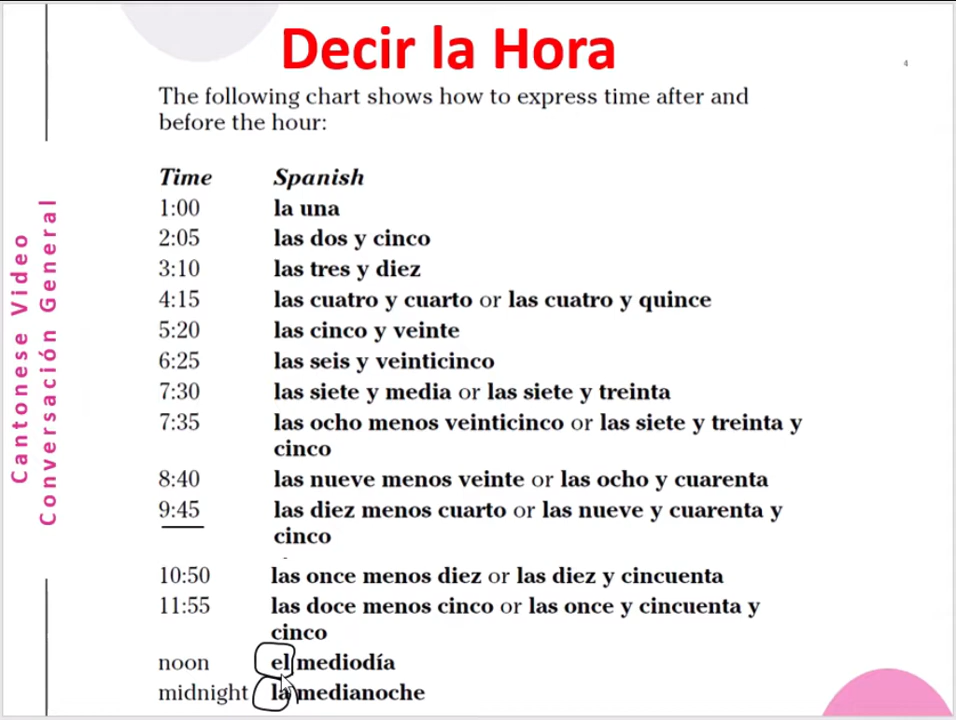 Decir la Hora
4
The following chart shows how to express time after and
before the hour:
Time Spanish
1:00 la una
2:05 las dos y cinco
3:10 las tres y diez
4:15 las cuatro y cuarto or las cuatro y quince
5:20 las cinco y veinte
6:25 las seis y veinticinco
7:30 las siete y media or las siete y treinta
7:35 las ocho menos veinticinco or las siete y treinta y
cinco
8:40 las nueve menos veinte or las ocho y cuarenta
9:45 las diez menos cuarto or las nueve y cuarenta y
cinco
10:50 las once menos diez or las diez y cincuenta
11:55 las doce menos cinco or las once y cincuenta y
cinco
noon el mediodía
midnight la medianoche
Cantonese Video
Conversación General